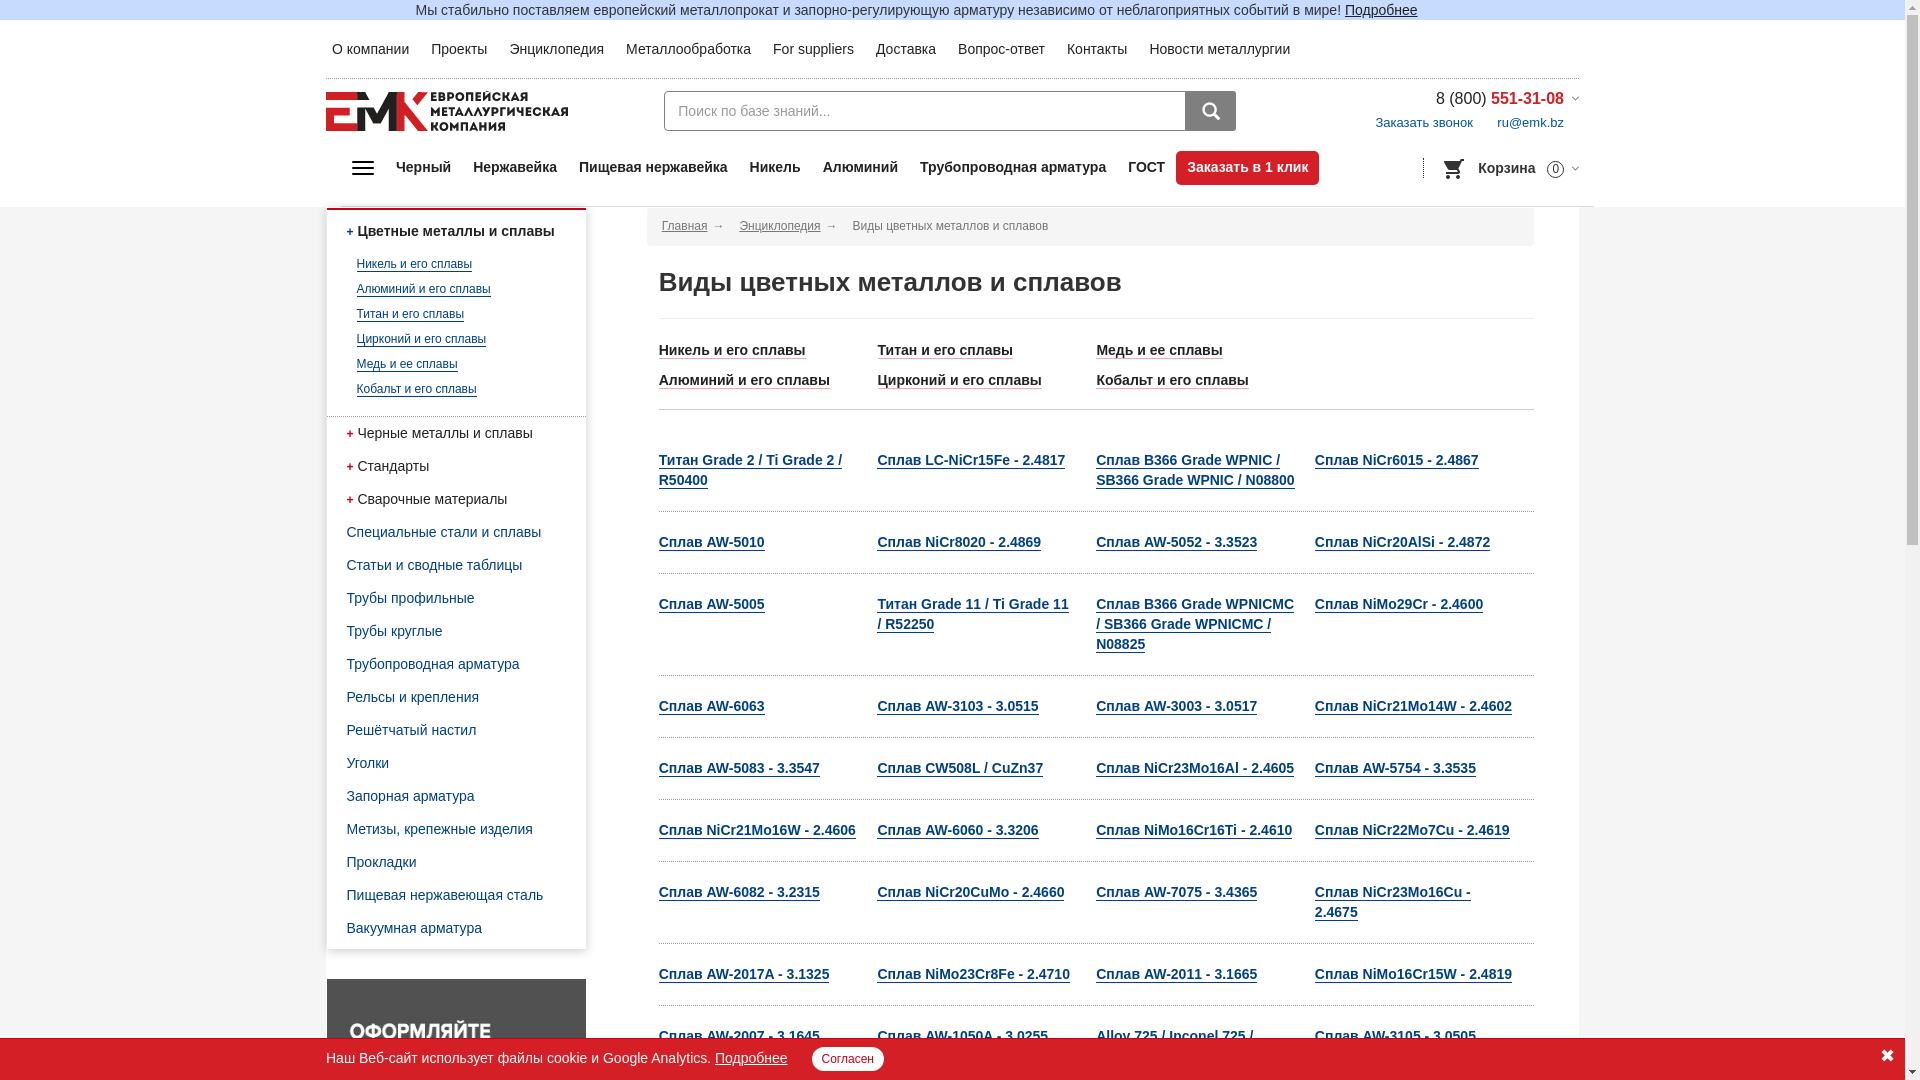 Мы стабильно поставляем европейский металлопрокат и запорно-регулирующую арматуру независимо от неблагоприятных событий в мире! Подробнее
О компании Проекты Энциклопедия Металлообработка For suppliers Доставка Вопрос-ответ Контакты Новости металлургии
EMK ЕВРОПЕЙСКАЯ
МЕТАЛЛУРГИЧЕСКАЯ
КОМПАНИЯ
Поиск по базе знаний...
8 (800) 551-31-08
Заказать звонок ru@emk.bz
Черный Нержавейка Пищевая нержавейка Никель Алюминий Трубопроводная арматура ГОСТ Заказать в 1 клик
Корзина 0
+ Цветные металлы и сплавы
Никель и его сплавы
Алюминий и его сплавы
Титан и его сплавы
Цирконий и его сплавы
Медь и ее сплавы
Кобальт и его сплавы
+ Черные металлы и сплавы
+ Стандарты
+ Сварочные материалы
Специальные стали и сплавы
Статьи и сводные таблицы
Трубы профильные
Трубы круглые
Трубопроводная арматура
Рельсы и крепления
Решётчатый настил
Уголки
Запорная арматура
Метизы, крепежные изделия
Прокладки
Пищевая нержавеющая сталь
Вакуумная арматура
ОФОРМЛЯЙТЕ
Главная → Энциклопедия → Виды цветных металлов и сплавов
Виды цветных металлов и сплавов
Никель и его сплавы Титан и его сплавы Медь и ее сплавы
Алюминий и его сплавы Цирконий и его сплавы Кобальт и его сплавы
Титан Grade 2 / Ti Grade 2 /
R50400
Сплав LC-NiCr15Fe - 2.4817
Сплав B366 Grade WPNIC /
SB366 Grade WPNIC / N08800
Сплав NiCr6015 - 2.4867
Сплав AW-5010
Сплав NiCr8020 - 2.4869
Сплав AW-5052 - 3.3523
Сплав NiCr20AlSi - 2.4872
Сплав AW-5005
Титан Grade 11 / Ti Grade 11
/ R52250
Сплав B366 Grade WPNICMC
/ SB366 Grade WPNICMC /
N08825
Сплав NiMo29Cr - 2.4600
Сплав AW-6063
Сплав AW-3103 - 3.0515
Сплав AW-3003 - 3.0517
Сплав NiCr21Mo14W - 2.4602
Сплав AW-5083 - 3.3547
Сплав CW508L / CuZn37
Сплав NiCr23Mo16Al - 2.4605
Сплав AW-5754 - 3.3535
Сплав NiCr21Mo16W - 2.4606
Сплав AW-6060 - 3.3206
Сплав NiMo16Cr16Ti - 2.4610
Сплав NiCr22Mo7Cu - 2.4619
Сплав AW-6082 - 3.2315
Сплав NiCr20CuMo - 2.4660
Сплав AW-7075 - 3.4365
Сплав NiCr23Mo16Cu -
2.4675
Сплав AW-2017A - 3.1325
Сплав NiMo23Cr8Fe - 2.4710
Сплав AW-2011 - 3.1665
Сплав NiMo16Cr15W - 2.4819
Сплав AW-2007 - 3.1645
Сплав AW-1050A - 3.0255
Alloy 725 / Inconel 725 /
Сплав AW-3105 - 3.0505
Наш Веб-сайт использует файлы cookie и Google Analytics. Подробнее Согласен